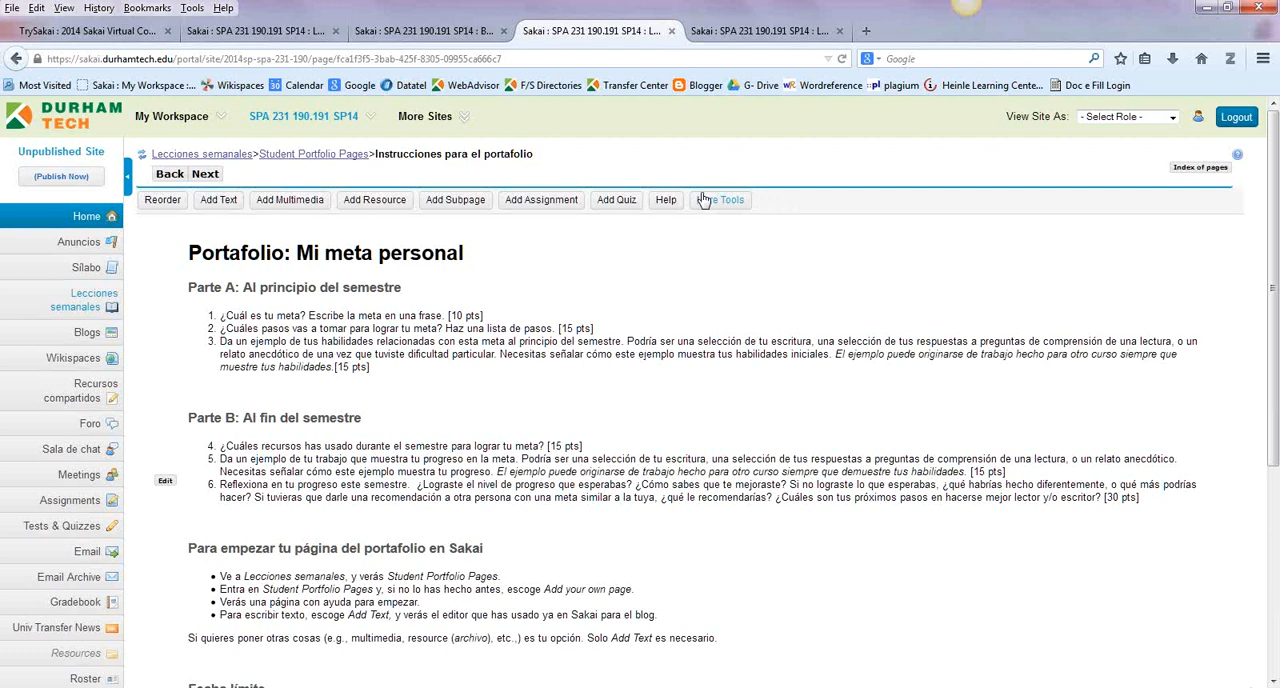 File Edit View History Bookmarks Tools Help
TrySakai : 2014 Sakai Virtual Co... × Sakai : SPA 231 190.191 SP14 : L... × Sakai : SPA 231 190.191 SP14 : B... × Sakai : SPA 231 190.191 SP14 : L... × Sakai : SPA 231 190.191 SP14 : L... × +
https://sakai.durhamtech.edu/portal/site/2014sp-spa-231-190/page/fca1f3f5-3bab-425f-8305-09955ca666c7 Google
Most Visited Sakai : My Workspace :... Wikispaces Calendar Google Datatel WebAdvisor F/S Directories Transfer Center Blogger G- Drive Wordreference plagium Heinle Learning Cente... Doc e Fill Login
DURHAM TECH My Workspace SPA 231 190.191 SP14 More Sites View Site As: - Select Role - Logout
Unpublished Site
(Publish Now)
Home
Anuncios
Sílabo
Lecciones
semanales
Blogs
Wikispaces
Recursos
compartidos
Foro
Sala de chat
Meetings
Assignments
Tests & Quizzes
Email
Email Archive
Gradebook
Univ Transfer News
Resources
Roster
Lecciones semanales>Student Portfolio Pages>Instrucciones para el portafolio
Back Next
Index of pages
Reorder Add Text Add Multimedia Add Resource Add Subpage Add Assignment Add Quiz Help Tools
Portafolio: Mi meta personal
Parte A: Al principio del semestre
1. ¿Cuál es tu meta? Escribe la meta en una frase. [10 pts]
2. ¿Cuáles pasos vas a tomar para lograr tu meta? Haz una lista de pasos. [15 pts]
3. Da un ejemplo de tus habilidades relacionadas con esta meta al principio del semestre. Podría ser una selección de tu escritura, una selección de tus respuestas a preguntas de comprensión de una lectura, o un
relato anecdótico de una vez que tuviste dificultad particular. Necesitas señalar cómo este ejemplo muestra tus habilidades iniciales. El ejemplo puede originarse de trabajo hecho para otro curso siempre que
muestre tus habilidades.[15 pts]
Parte B: Al fin del semestre
4. ¿Cuáles recursos has usado durante el semestre para lograr tu meta? [15 pts]
5. Da un ejemplo de tu trabajo que muestra tu progreso en la meta. Podría ser una selección de tu escritura, una selección de tus respuestas a preguntas de comprensión de una lectura, o un relato anecdótico.
Necesitas señalar cómo este ejemplo muestra tu progreso. El ejemplo puede originarse de trabajo hecho para otro curso siempre que demuestre tus habilidades. [15 pts]
6. Reflexiona en tu progreso este semestre. ¿Lograste el nivel de progreso que esperabas? ¿Cómo sabes que te mejoraste? Si no lograste lo que esperabas, ¿qué habrías hecho diferentemente, o qué más podrías
hacer? Si tuvieras que darle una recomendación a otra persona con una meta similar a la tuya, ¿qué le recomendarías? ¿Cuáles son tus próximos pasos en hacerse mejor lector y/o escritor? [30 pts]
Edit
Para empezar tu página del portafolio en Sakai
Ve a Lecciones semanales, y verás Student Portfolio Pages.
Entra en Student Portfolio Pages y, si no lo has hecho antes, escoge Add your own page.
Verás una página con ayuda para empezar.
Para escribir texto, escoge Add Text, y verás el editor que has usado ya en Sakai para el blog.
Si quieres poner otras cosas (e.g., multimedia, resource (archivo), etc.,) es tu opción. Solo Add Text es necesario.
Fecha límite